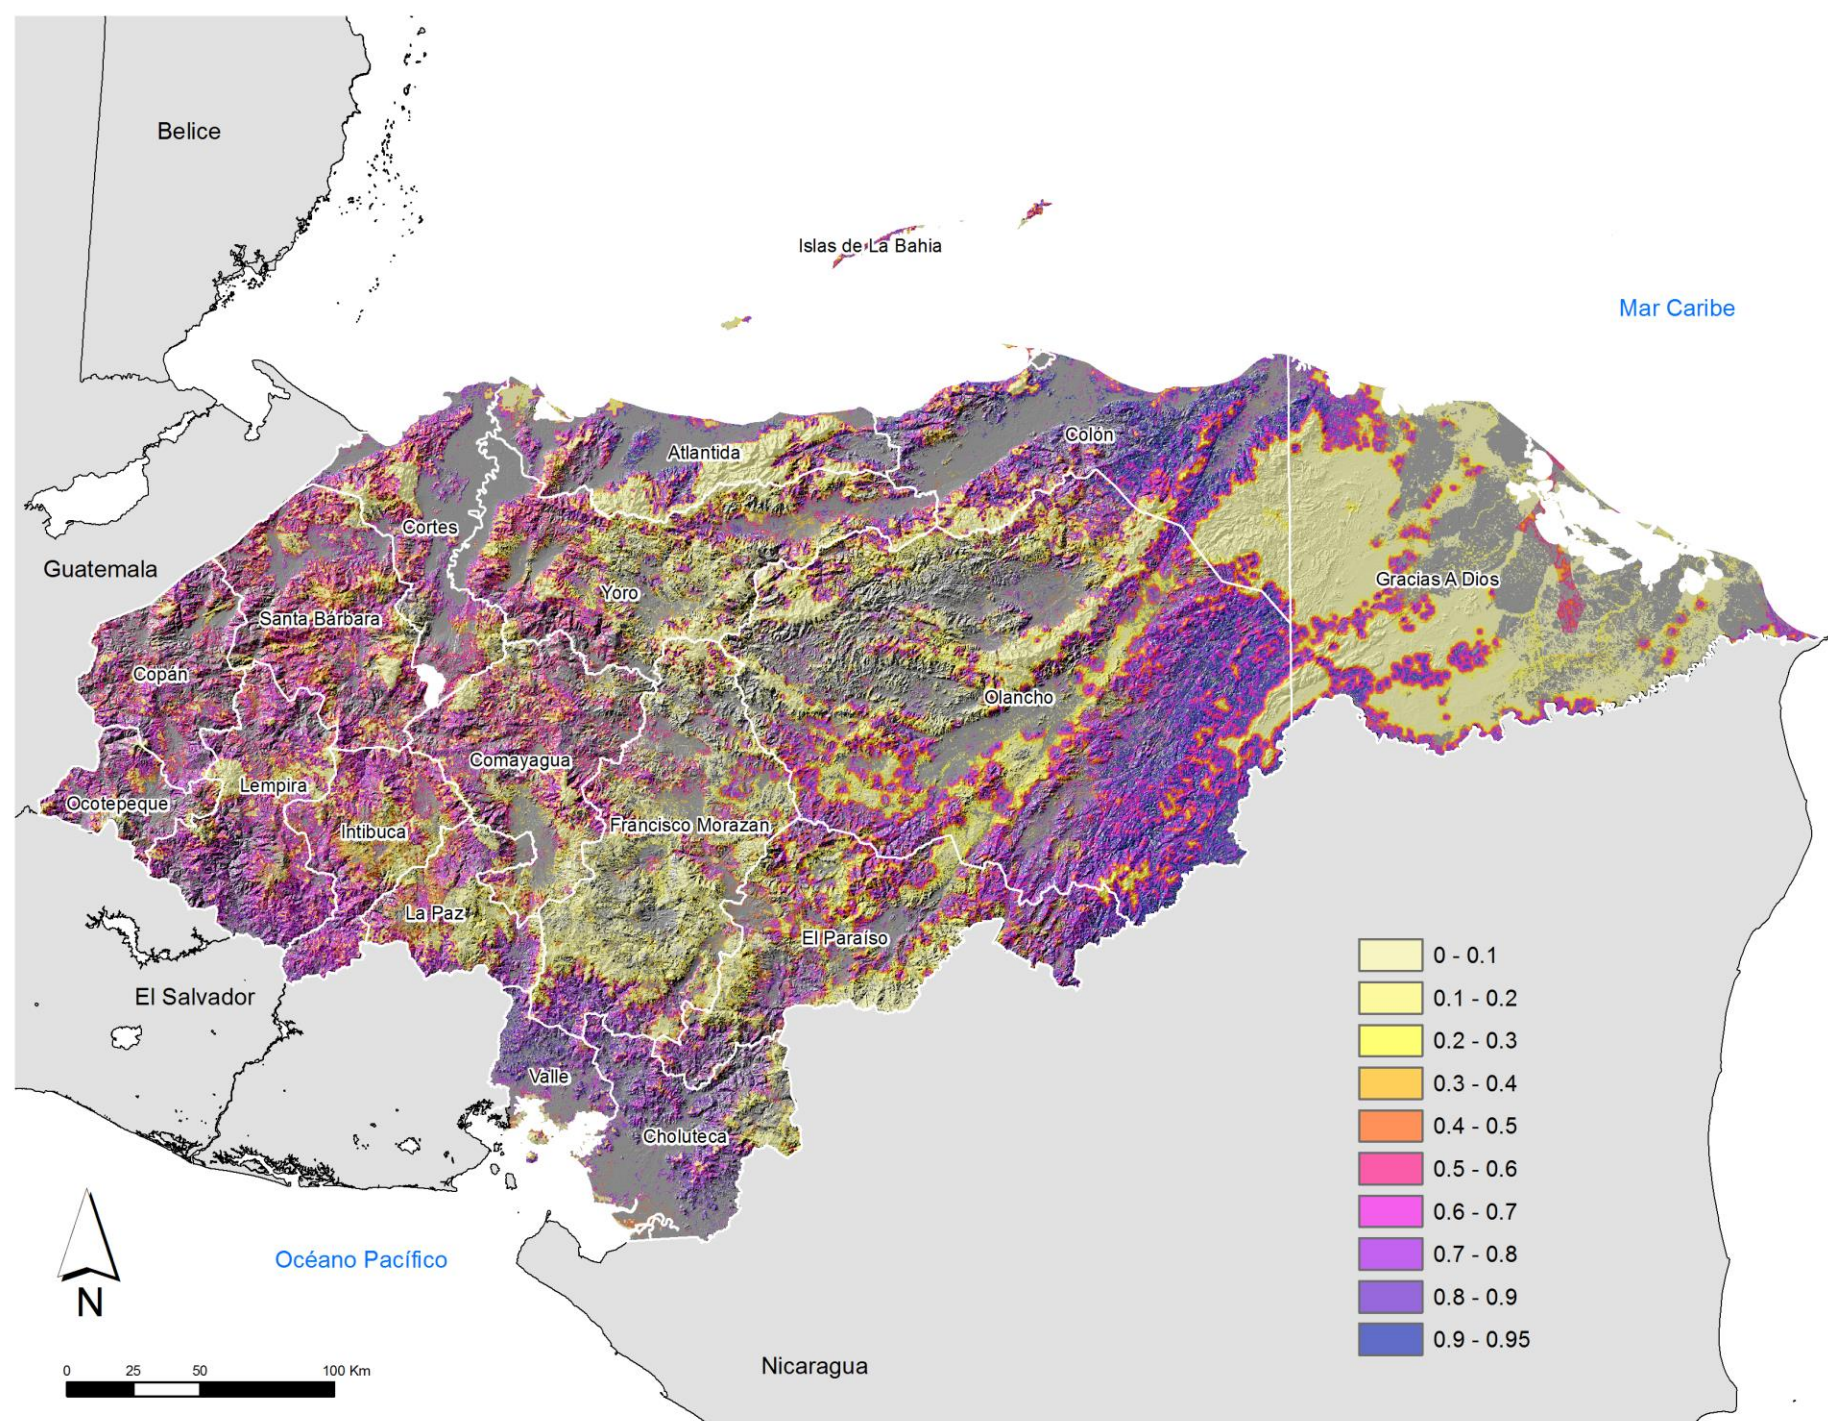 Belice
Islas de La Bahia
Mar Caribe
Colón
Atlantida
Cortes
Guatemala
Gracias A Dios
Yoro
Santa Bárbara
Copán
Olancho
Comayagua
Lempira
Ocotepeque
Intibuca
Francisco Morazan
La Paz
El Paraíso
El Salvador
Valle
Choluteca
Océano Pacífico
Nicaragua
N
0 25 50 100 Km
0 - 0.1
0.1 - 0.2
0.2 - 0.3
0.3 - 0.4
0.4 - 0.5
0.5 - 0.6
0.6 - 0.7
0.7 - 0.8
0.8 - 0.9
0.9 - 0.95